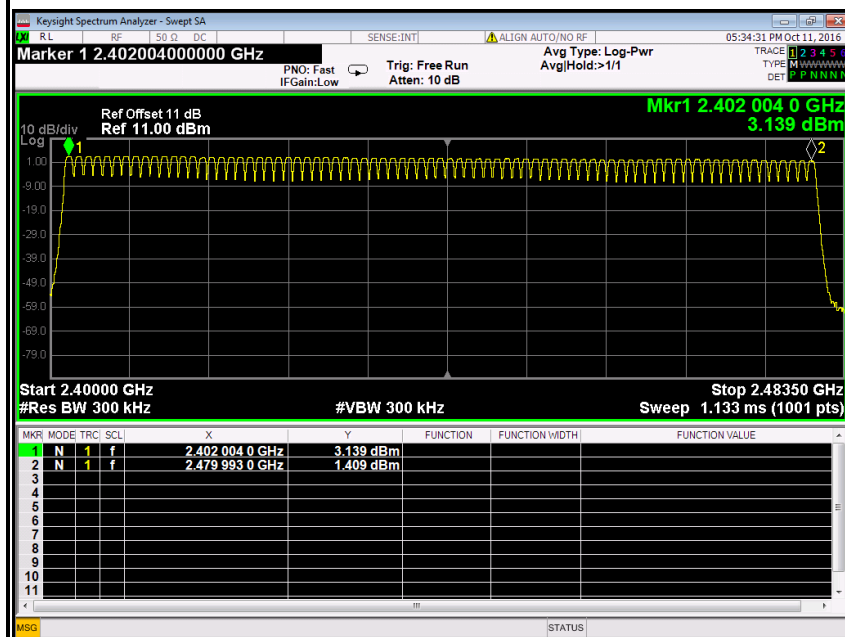 Keysight Spectrum Analyzer - Swept SA
RL RF 50 Ω DC SENSE:INT ALIGN AUTO/NO RF 05:34:31 PM Oct 11, 2016
Marker 1 2.402004000000 GHz
PNO: Fast
IFGain:Low
Trig: Free Run
Atten: 10 dB
Avg Type: Log-Pwr
Avg|Hold:>1/1
TRACE 1 2 3 4 5 6
TYPE M WWWWW
DET P P N N N N
Ref Offset 11 dB
10 dB/div Ref 11.00 dBm
Log
Mkr1 2.402 004 0 GHz
3.139 dBm
1
2
1.00
-9.00
-19.0
-29.0
-39.0
-49.0
-59.0
-69.0
-79.0
Start 2.40000 GHz Stop 2.48350 GHz
#Res BW 300 kHz #VBW 300 kHz Sweep 1.133 ms (1001 pts)
MKR MODE TRC SCL X Y FUNCTION FUNCTION WIDTH FUNCTION VALUE
1 N 1 f 2.402 004 0 GHz 3.139 dBm
2 N 1 f 2.479 993 0 GHz 1.409 dBm
3
4
5
6
7
8
9
10
11
MSG STATUS